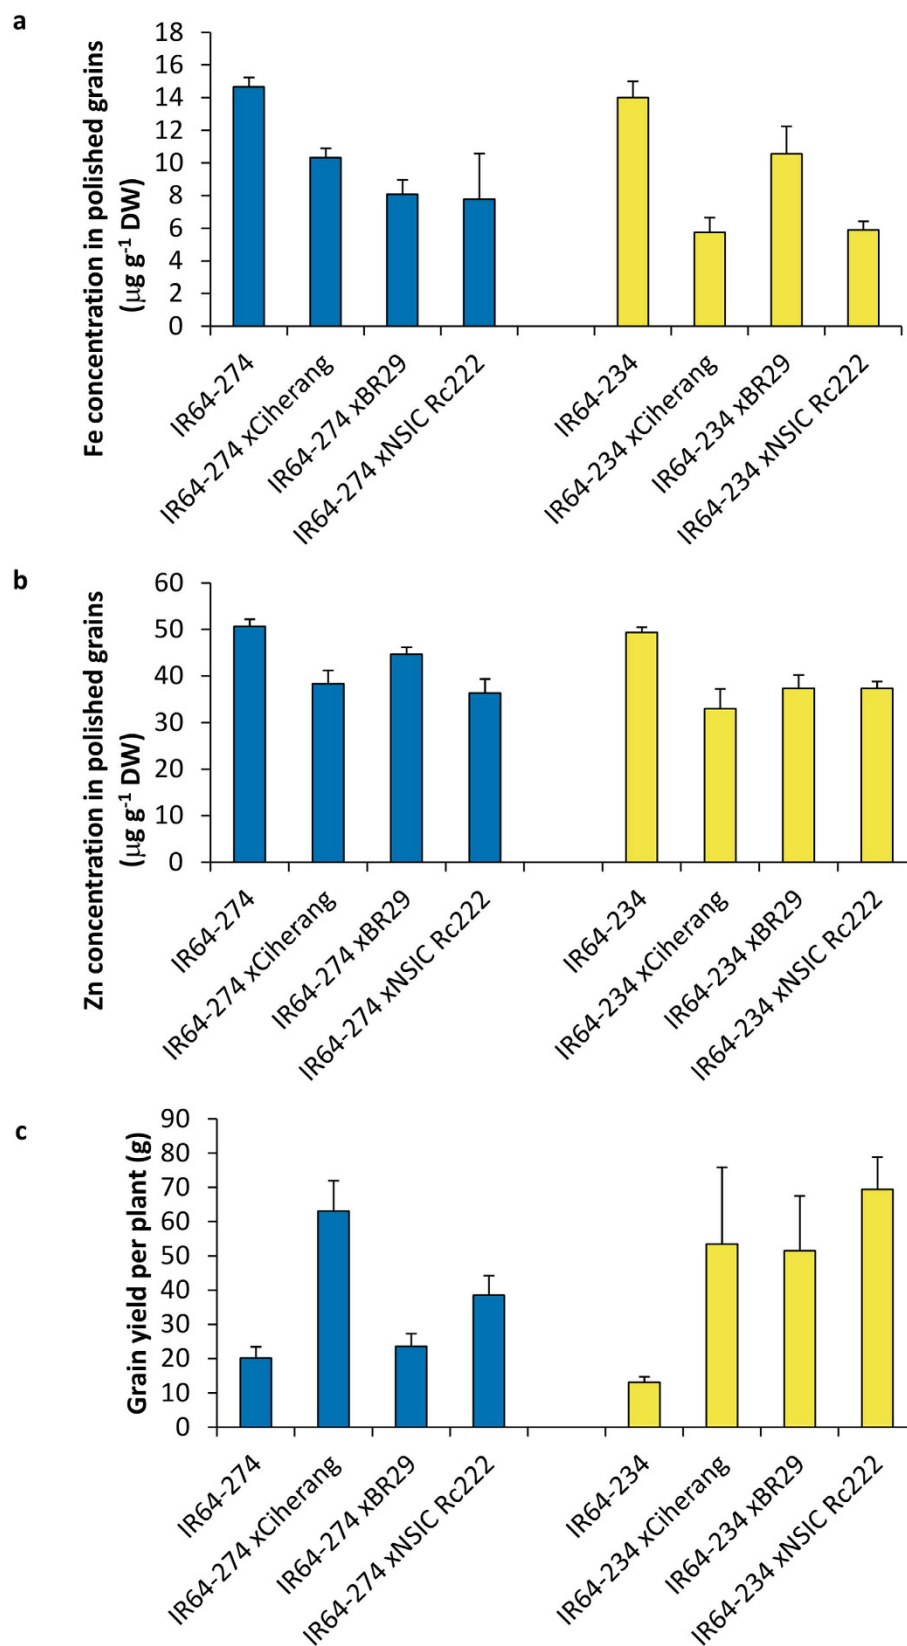 a
Fe concentration in polished grains
(μg g⁻¹ DW)
18
16
14
12
10
8
6
4
2
0
IR64-274
IR64-274 xCiherang
IR64-274 xBR29
IR64-274 xNSIC Rc222
IR64-234
IR64-234 xCiherang
IR64-234 xBR29
IR64-234 xNSIC Rc222
b
Zn concentration in polished grains
(μg g⁻¹ DW)
60
50
40
30
20
10
0
IR64-274
IR64-274 xCiherang
IR64-274 xBR29
IR64-274 xNSIC Rc222
IR64-234
IR64-234 xCiherang
IR64-234 xBR29
IR64-234 xNSIC Rc222
c
Grain yield per plant (g)
90
80
70
60
50
40
30
20
10
0
IR64-274
IR64-274 xCiherang
IR64-274 xBR29
IR64-274 xNSIC Rc222
IR64-234
IR64-234 xCiherang
IR64-234 xBR29
IR64-234 xNSIC Rc222